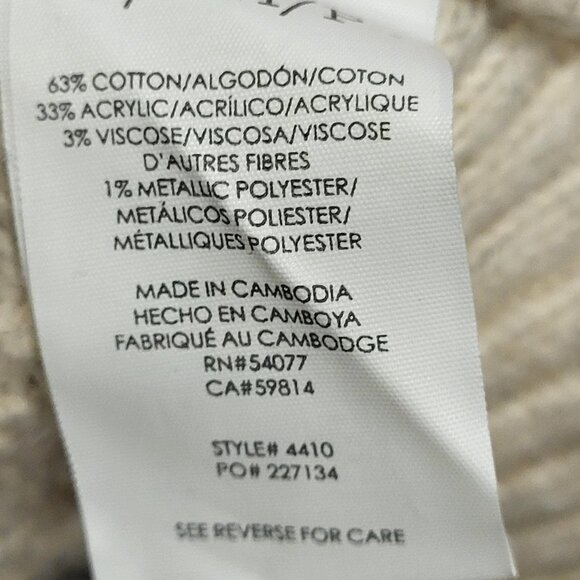 63% COTTON/ALGODÓN/COTON
33% ACRYLIC/ACRÍLICO/ACRYLIQUE
3% VISCOSE/VISCOSA/VISCOSE
D'AUTRES FIBRES
1% METALLIC POLYESTER/
METÁLICOS POLIESTER/
MÉTALLIQUES POLYESTER
MADE IN CAMBODIA
HECHO EN CAMBOYA
FABRIQUÉ AU CAMBODGE
RN#54077
CA#59814
STYLE# 4410
PO# 227134
SEE REVERSE FOR CARE